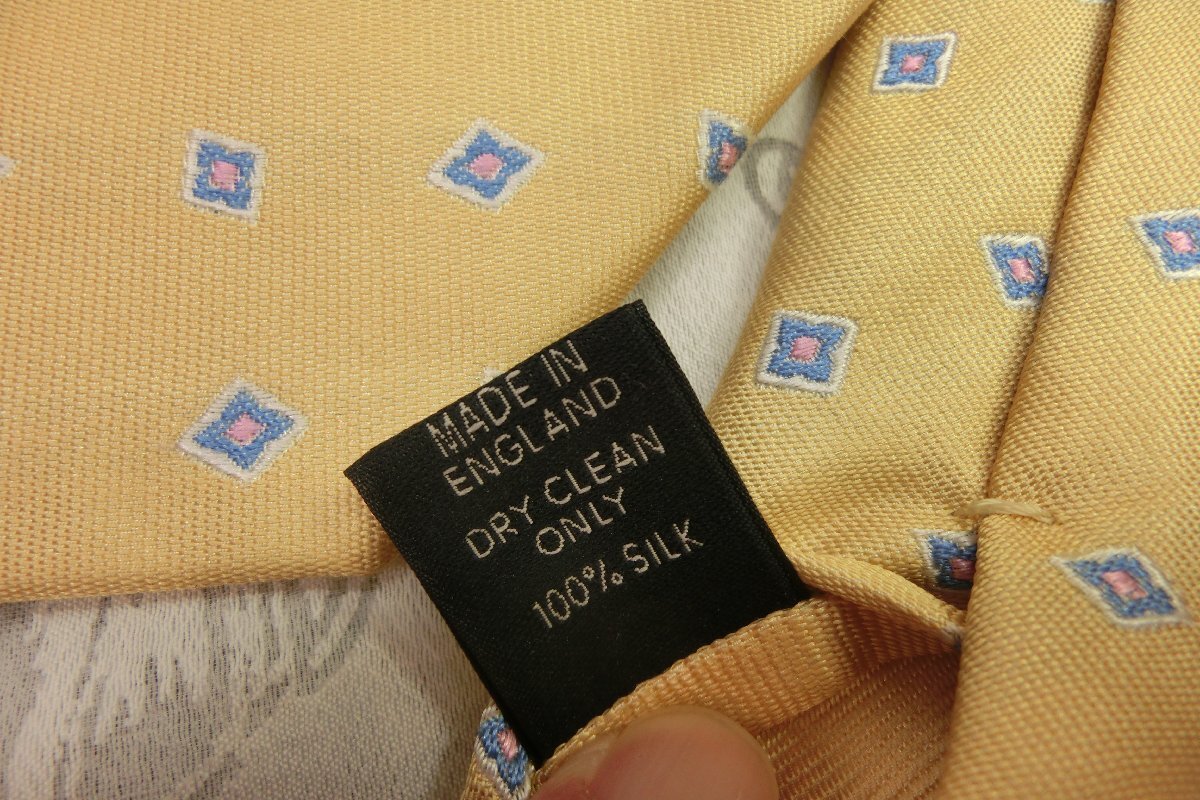 MADE IN
ENGLAND
DRY CLEAN
ONLY
100% SILK